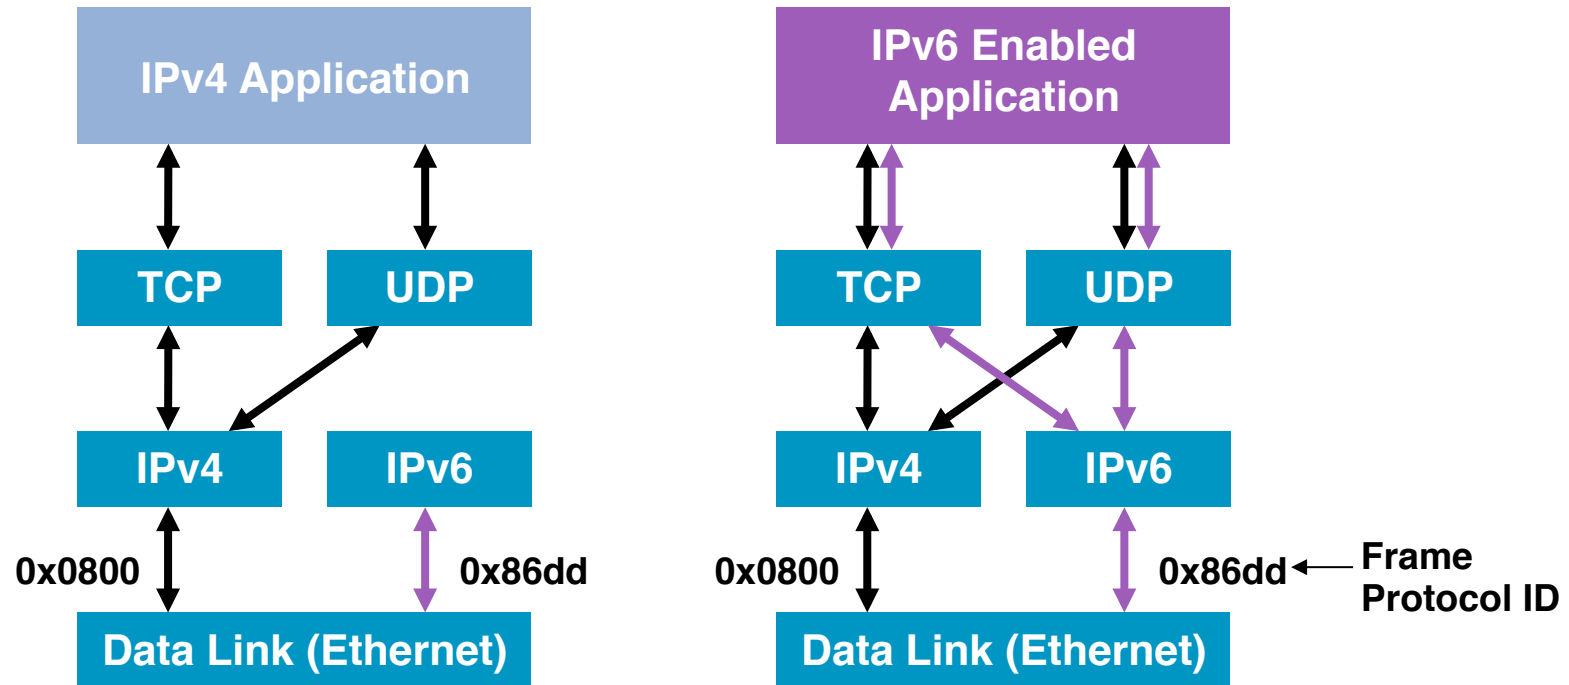 IPv4 Application
TCP
UDP
IPv4
IPv6
0x0800
0x86dd
Data Link (Ethernet)
IPv6 Enabled
Application
TCP
UDP
IPv4
IPv6
0x0800
0x86dd
Frame
Protocol ID
Data Link (Ethernet)